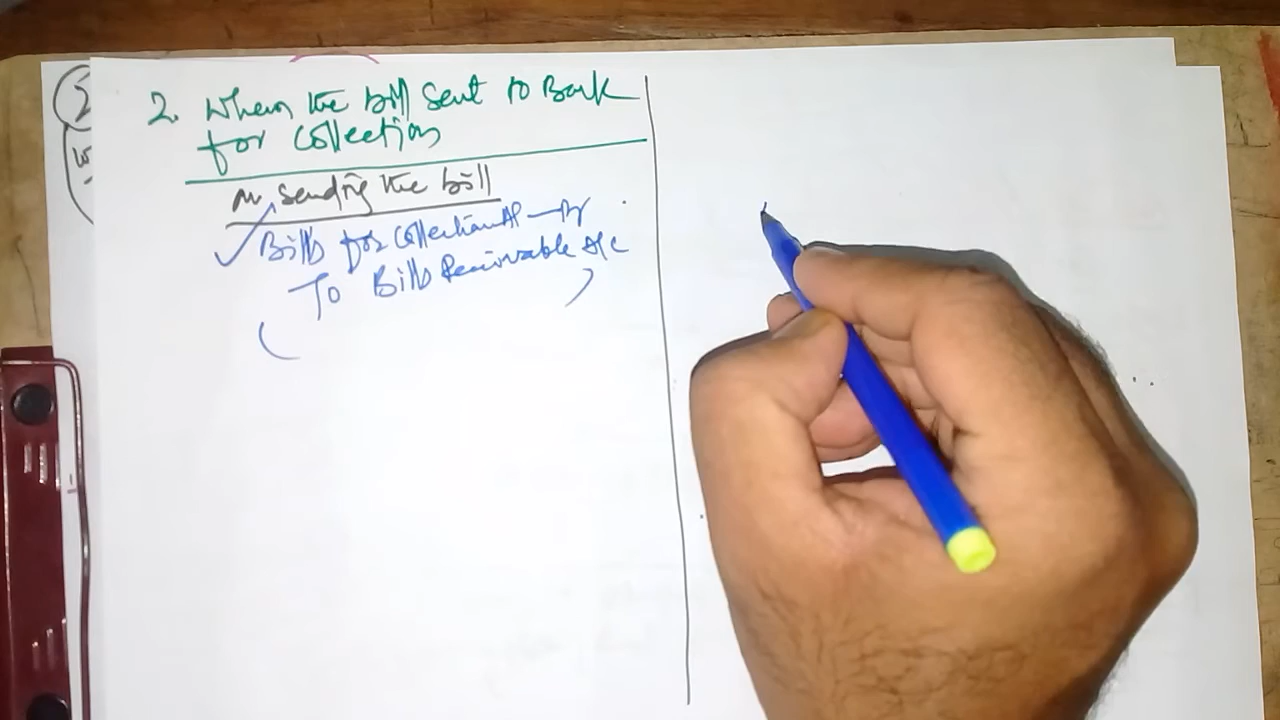 2. When the bill sent to Bank
for collection
on sending the bill
Bills for collection A/c Dr
To Bills Receivable A/c
( )
2